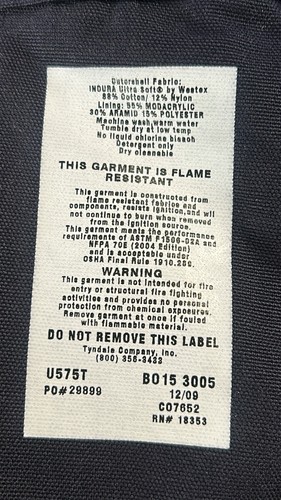 Outershell Fabric:
INDURA Ultra Soft® by Westex
88% Cotton/ 12% Nylon
Lining: 55% MODACRYLIC
30% ARAMID 15% POLYESTER
Machine wash,warm water
Tumble dry at low temp
No liquid chlorine bleach
Detergent only
Dry cleanable
THIS GARMENT IS FLAME
RESISTANT
This garment is constructed from
flame resistant fabrics and
components, resists ignition,and will
not continue to burn when removed
from the ignition source.
This garment meets the performance
requirements of ASTM F1506-02A and
NFPA 70E (2004 Edition)
and is acceptable under
OSHA Final Rule 1910.269.
WARNING
This garment is not intended for fire
entry or structural fire fighting
activities and provides no personal
protection from chemical exposures.
Remove garment at once if fouled
with flammable material.
DO NOT REMOVE THIS LABEL
Tyndale Company, Inc.
(800) 356-3433
U575T BO15 3005
PO#29899 12/09
CO7652
RN# 18353